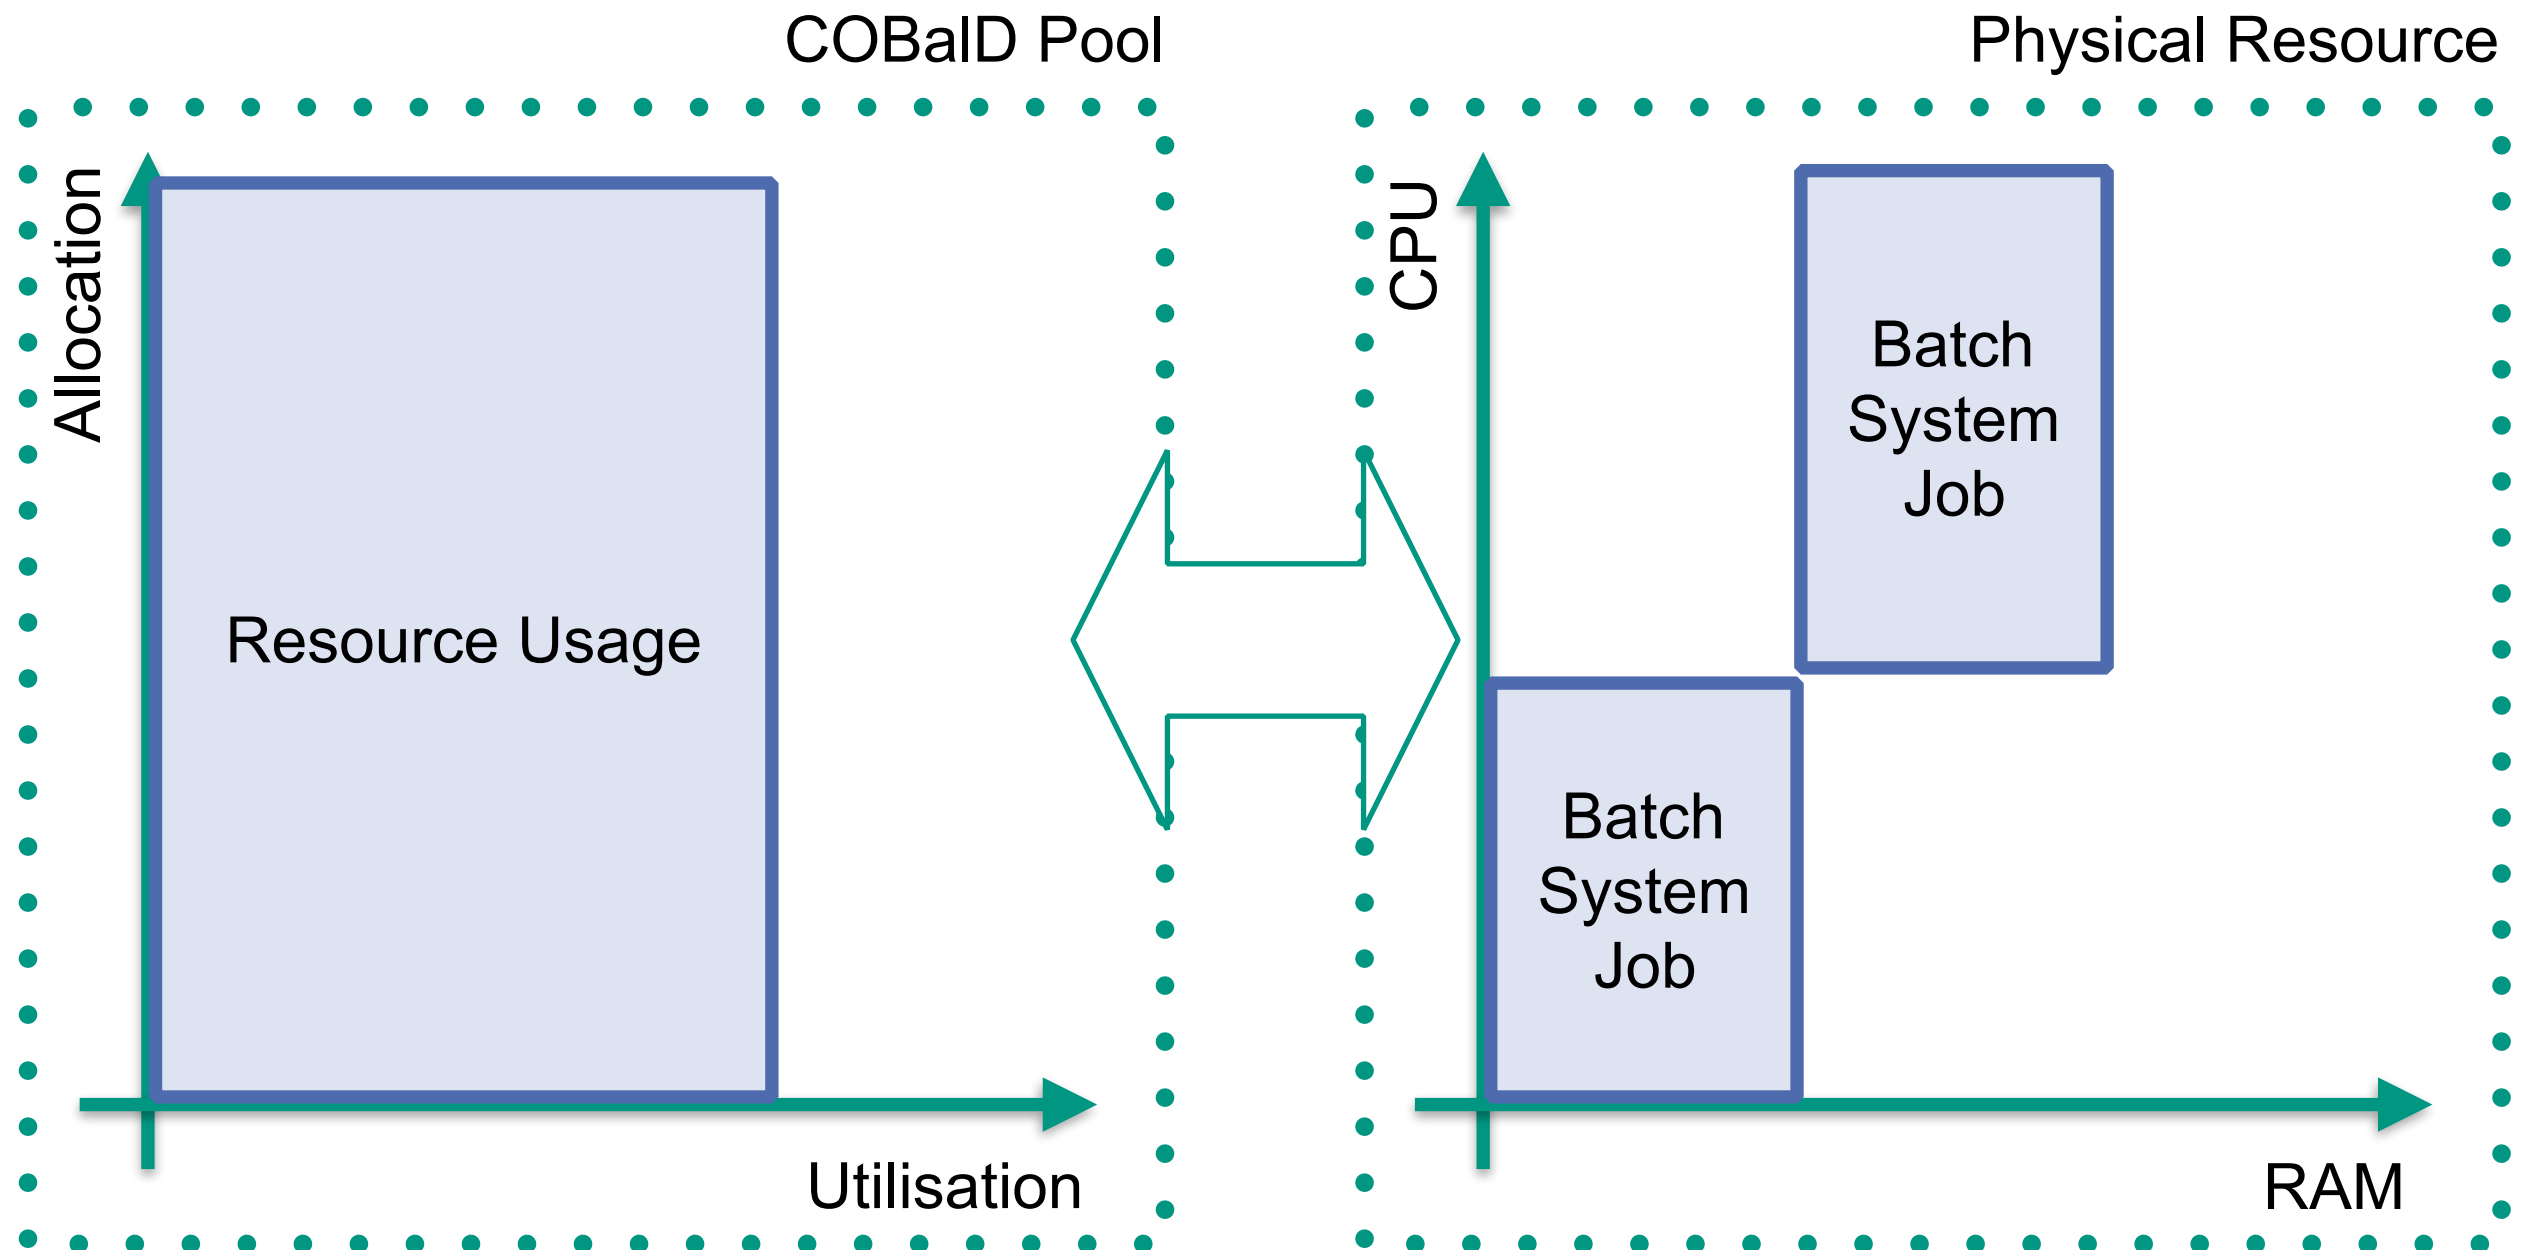 COBalD Pool
Allocation
Resource Usage
Utilisation
Physical Resource
CPU
Batch
System
Job
Batch
System
Job
RAM